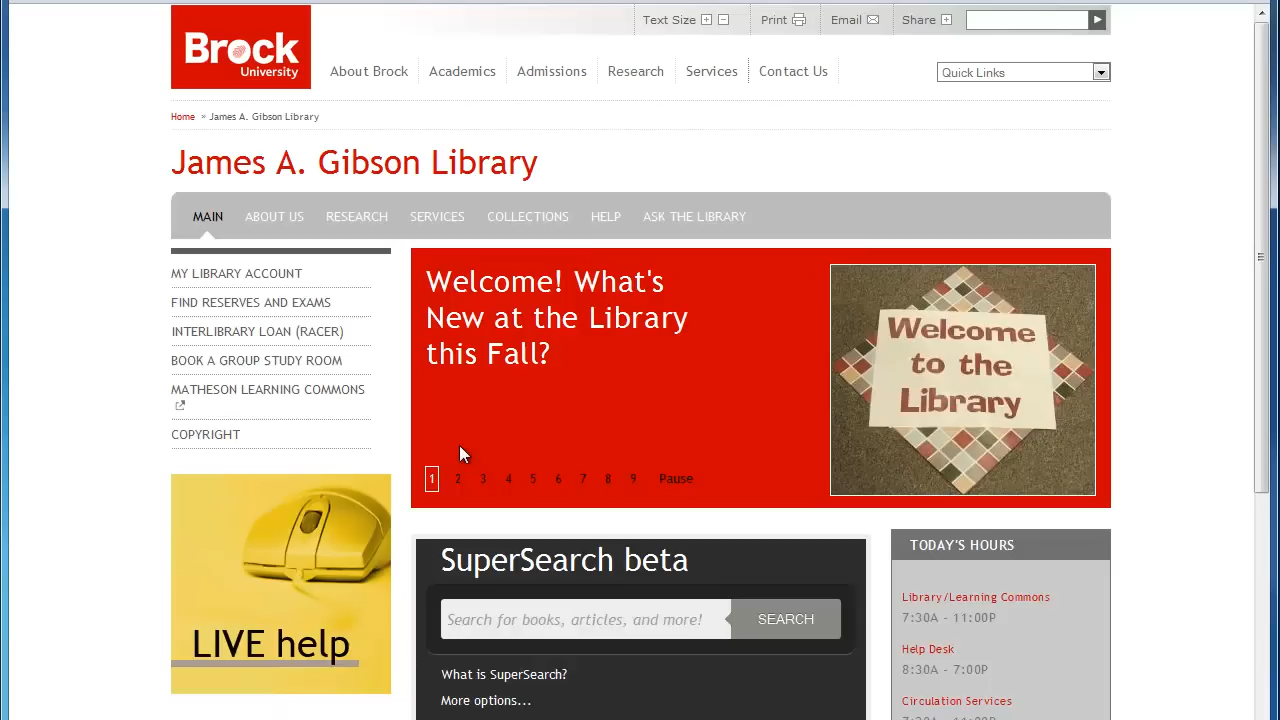 Text Size
Print
Email
Share
Brock
University
About Brock
Academics
Admissions
Research
Services
Contact Us
Quick Links
Home » James A. Gibson Library
James A. Gibson Library
MAIN
ABOUT US
RESEARCH
SERVICES
COLLECTIONS
HELP
ASK THE LIBRARY
MY LIBRARY ACCOUNT
FIND RESERVES AND EXAMS
INTERLIBRARY LOAN (RACER)
BOOK A GROUP STUDY ROOM
MATHESON LEARNING COMMONS
COPYRIGHT
LIVE help
Welcome! What's
New at the Library
this Fall?
1 2 3 4 5 6 7 8 9 Pause
Welcome
to the
Library
SuperSearch beta
Search for books, articles, and more!
SEARCH
What is SuperSearch?
More options...
TODAY'S HOURS
Library/Learning Commons
7:30A - 11:00P
Help Desk
8:30A - 7:00P
Circulation Services